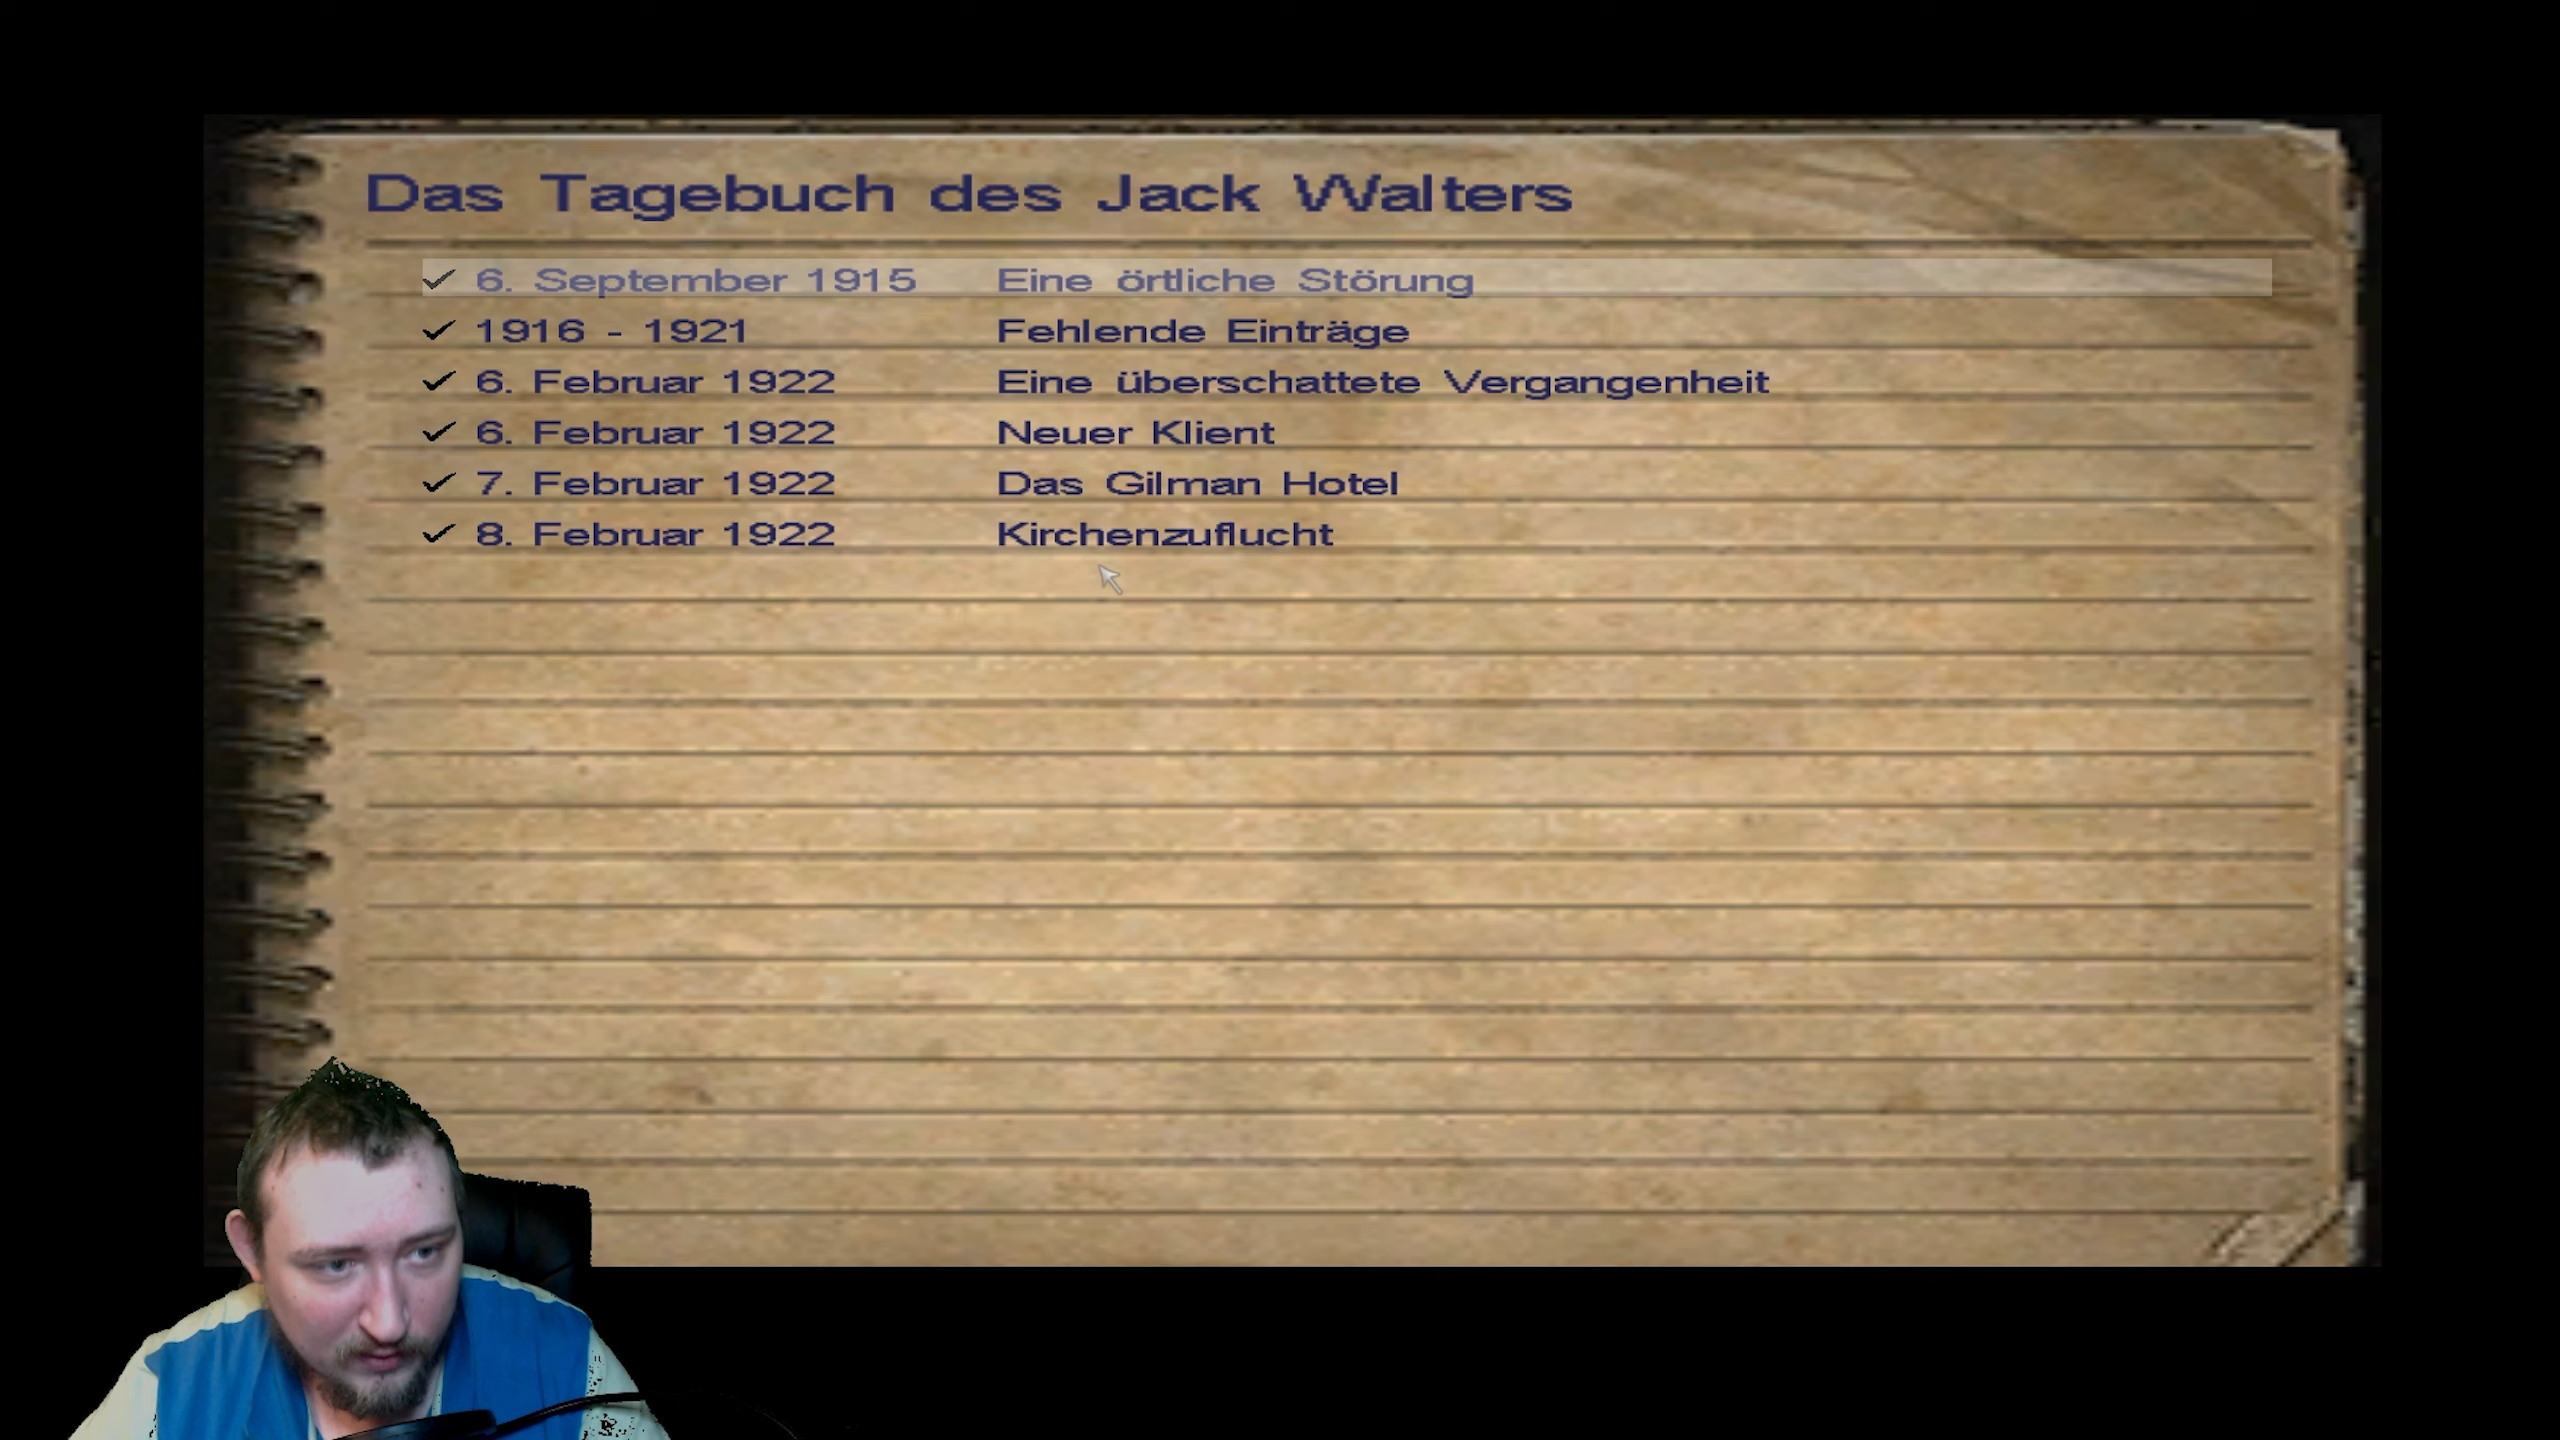 Das Tagebuch des Jack Walters
✓ 6. September 1915 Eine örtliche Störung
✓ 1916 - 1921 Fehlende Einträge
✓ 6. Februar 1922 Eine überschattete Vergangenheit
✓ 6. Februar 1922 Neuer Klient
✓ 7. Februar 1922 Das Gilman Hotel
✓ 8. Februar 1922 Kirchenzuflucht